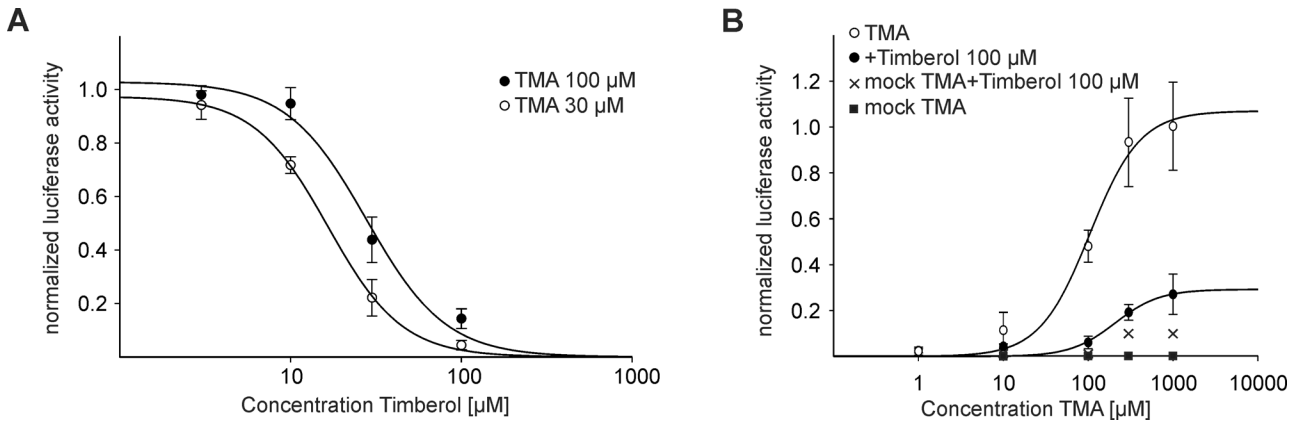 A
normalized luciferase activity
1.0
0.8
0.6
0.4
0.2
10
100
1000
Concentration Timberol [µM]
TMA 100 µM
TMA 30 µM
B
normalized luciferase activity
TMA
+Timberol 100 µM
mock TMA+Timberol 100 µM
mock TMA
1.2
1.0
0.8
0.6
0.4
0.2
1
10
100
1000
10000
Concentration TMA [µM]